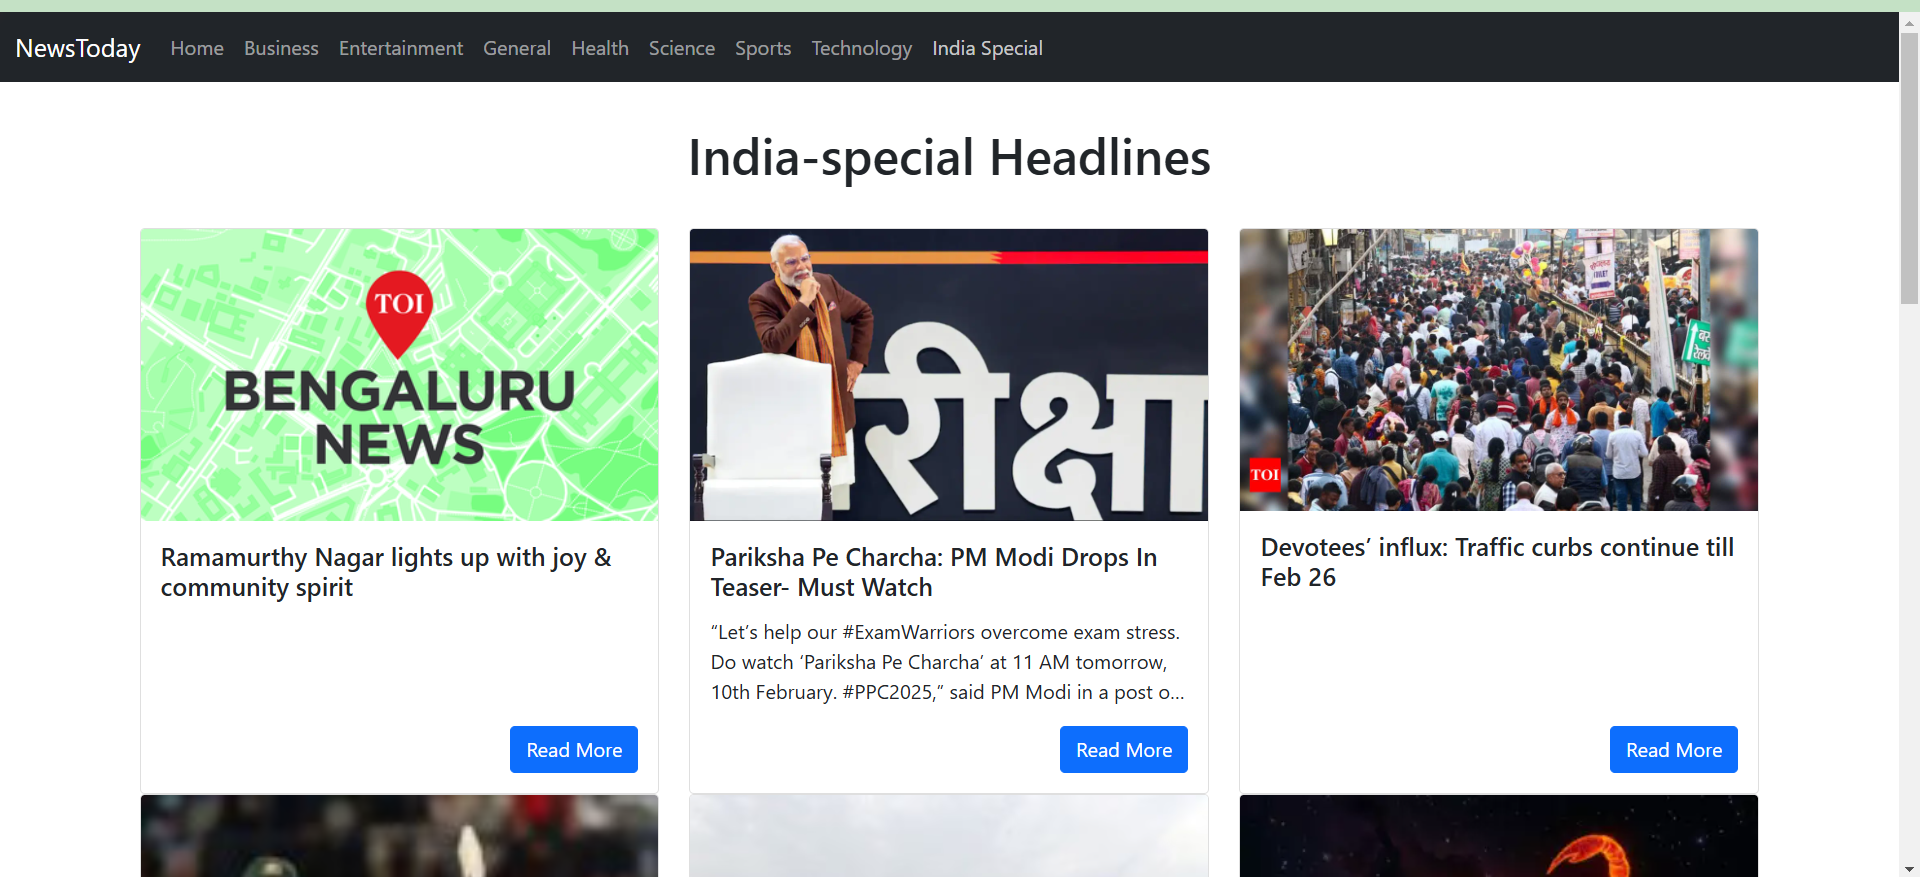 NewsToday Home Business Entertainment General Health Science Sports Technology India Special
India-special Headlines
TOI
BENGALURU
NEWS
रीक्षा
TOI
Ramamurthy Nagar lights up with joy &
community spirit
Read More
Pariksha Pe Charcha: PM Modi Drops In
Teaser- Must Watch
“Let’s help our #ExamWarriors overcome exam stress.
Do watch ‘Pariksha Pe Charcha’ at 11 AM tomorrow,
10th February. #PPC2025,” said PM Modi in a post o...
Read More
Devotees’ influx: Traffic curbs continue till
Feb 26
Read More